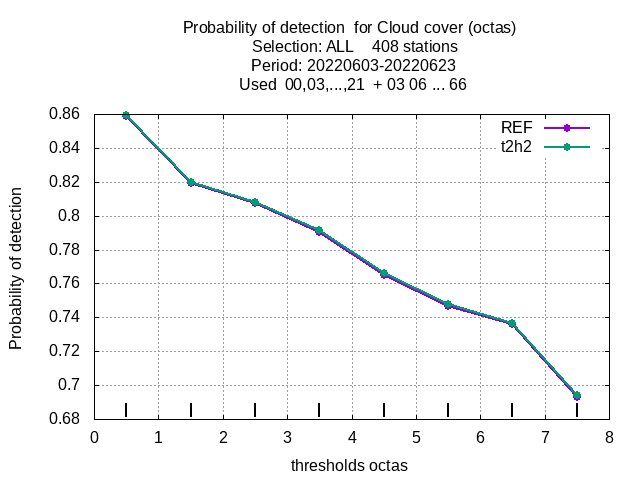 Probability of detection  for Cloud cover (octas)
Selection: ALL    408 stations
Period: 20220603-20220623
Used  00,03,...,21  + 03 06 ... 66
REF
t2h2
Probability of detection
0.86
0.84
0.82
0.8
0.78
0.76
0.74
0.72
0.7
0.68
0 1 2 3 4 5 6 7 8
thresholds octas